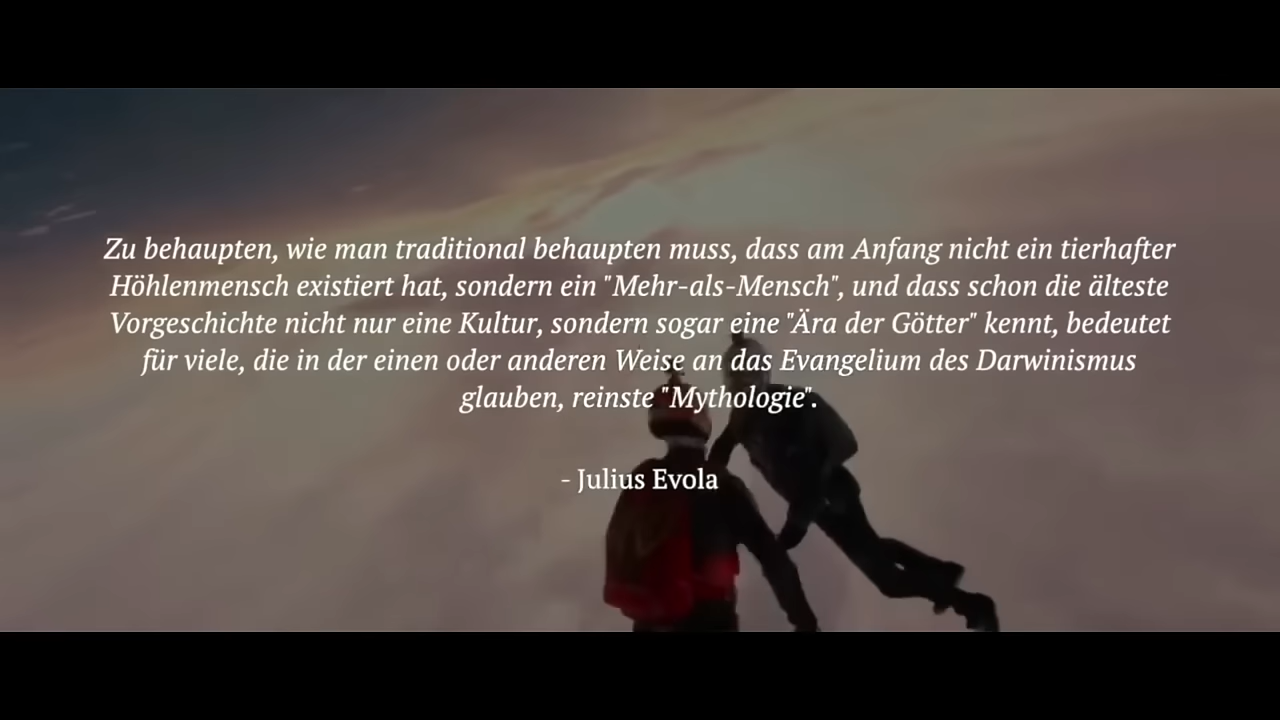 Zu behaupten, wie man traditional behaupten muss, dass am Anfang nicht ein tierhafter
Höhlenmensch existiert hat, sondern ein "Mehr-als-Mensch", und dass schon die älteste
Vorgeschichte nicht nur eine Kultur, sondern sogar eine "Ära der Götter" kennt, bedeutet
für viele, die in der einen oder anderen Weise an das Evangelium des Darwinismus
glauben, reinste "Mythologie".
- Julius Evola